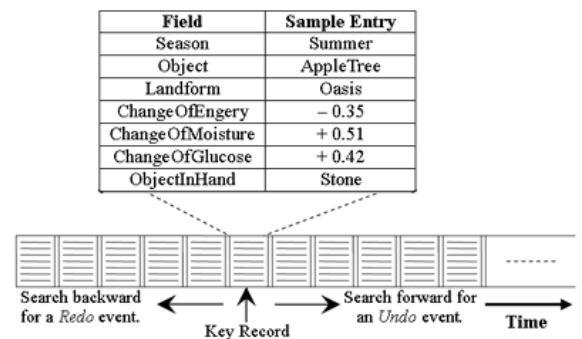 Field Sample Entry
Season Summer
Object AppleTree
Landform Oasis
ChangeOfEngery – 0.35
ChangeOfMoisture + 0.51
ChangeOfGlucose + 0.42
ObjectInHand Stone
Search backward
for a Redo event.
Key Record
Search forward for
an Undo event.
Time